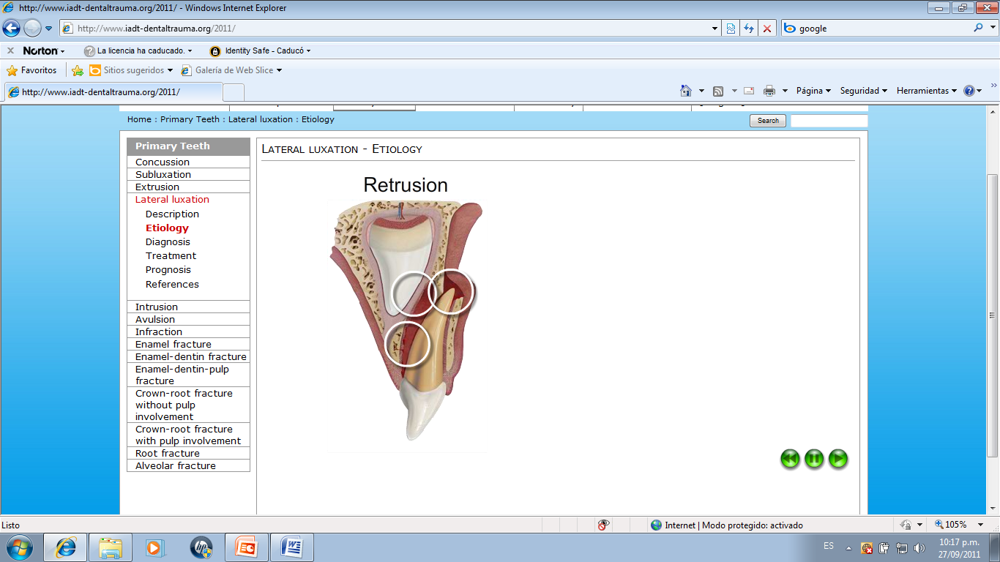 http://www.iadt-dentaltrauma.org/2011/ - Windows Internet Explorer
http://www.iadt-dentaltrauma.org/2011/
google
Norton
La licencia ha caducado.
Identity Safe - Caducó
Favoritos
Sitios sugeridos
Galería de Web Slice
http://www.iadt-dentaltrauma.org/2011/
Página
Seguridad
Herramientas
Home : Primary Teeth : Lateral luxation : Etiology
Search
Primary Teeth
Concussion
Subluxation
Extrusion
Lateral luxation
Description
Etiology
Diagnosis
Treatment
Prognosis
References
Intrusion
Avulsion
Infraction
Enamel fracture
Enamel-dentin fracture
Enamel-dentin-pulp
fracture
Crown-root fracture
without pulp
involvement
Crown-root fracture
with pulp involvement
Root fracture
Alveolar fracture
Lateral luxation - Etiology
Retrusion
Listo
Internet | Modo protegido: activado
105%
ES
10:17 p.m.
27/09/2011